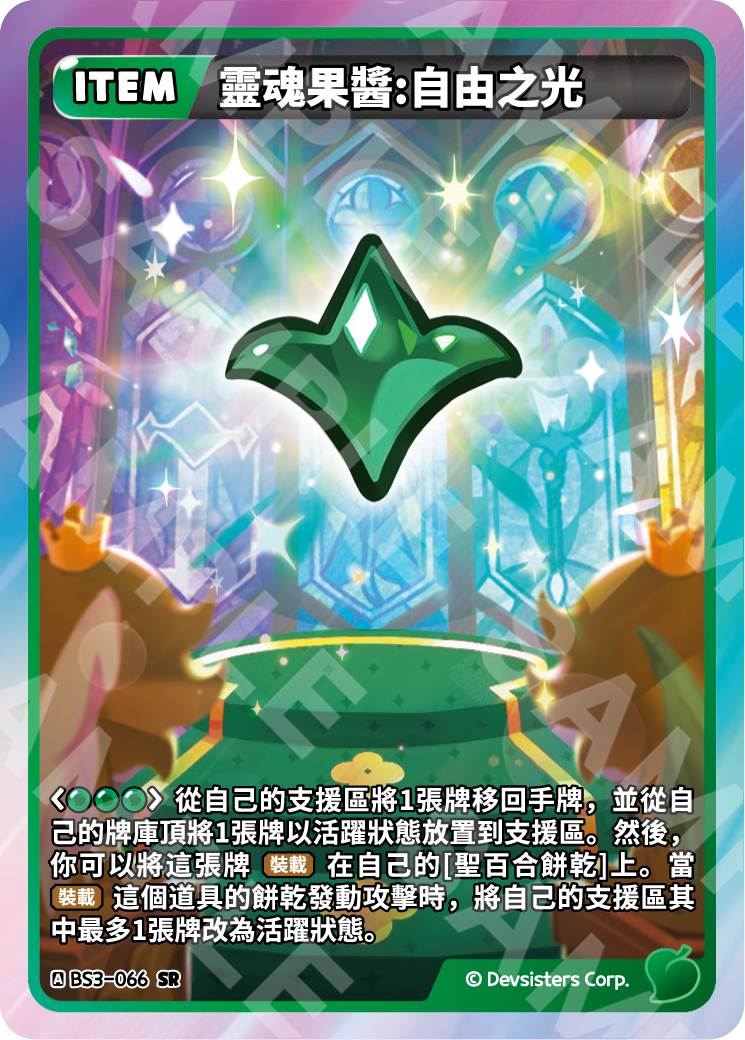 ITEM 靈魂果醬:自由之光
〈●●●〉 從自己的支援區將1張牌移回手牌，並從自
己的牌庫頂將1張牌以活躍狀態放置到支援區。然後，
你可以將這張牌 裝載 在自己的[聖百合餅乾]上。當
裝載 這個道具的餅乾發動攻擊時，將自己的支援區其
中最多1張牌改為活躍狀態。
A BS3-066 SR © Devsisters Corp.
SAMPLE